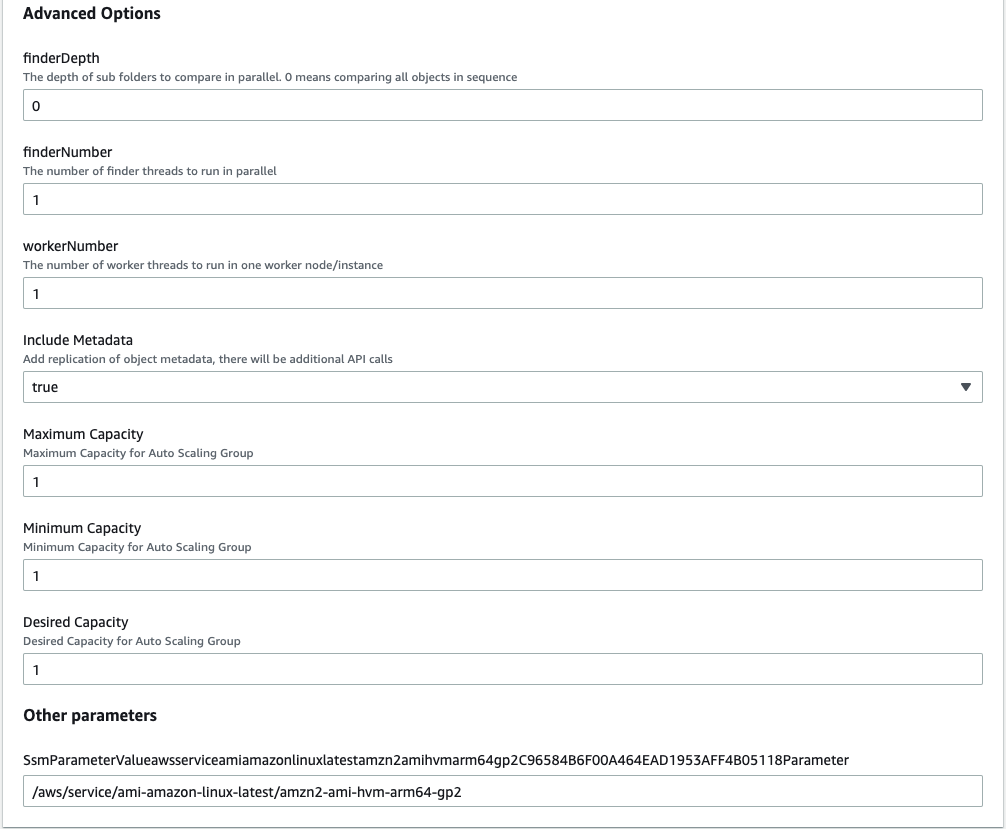 Advanced Options
finderDepth
The depth of sub folders to compare in parallel. 0 means comparing all objects in sequence
0
finderNumber
The number of finder threads to run in parallel
1
workerNumber
The number of worker threads to run in one worker node/instance
1
Include Metadata
Add replication of object metadata, there will be additional API calls
true
Maximum Capacity
Maximum Capacity for Auto Scaling Group
1
Minimum Capacity
Minimum Capacity for Auto Scaling Group
1
Desired Capacity
Desired Capacity for Auto Scaling Group
1
Other parameters
SsmParameterValueawsserviceamiamazonlinuxlatestamzn2amihvmarm64gp2C96584B6F00A464EAD1953AFF4B05118Parameter
/aws/service/ami-amazon-linux-latest/amzn2-ami-hvm-arm64-gp2